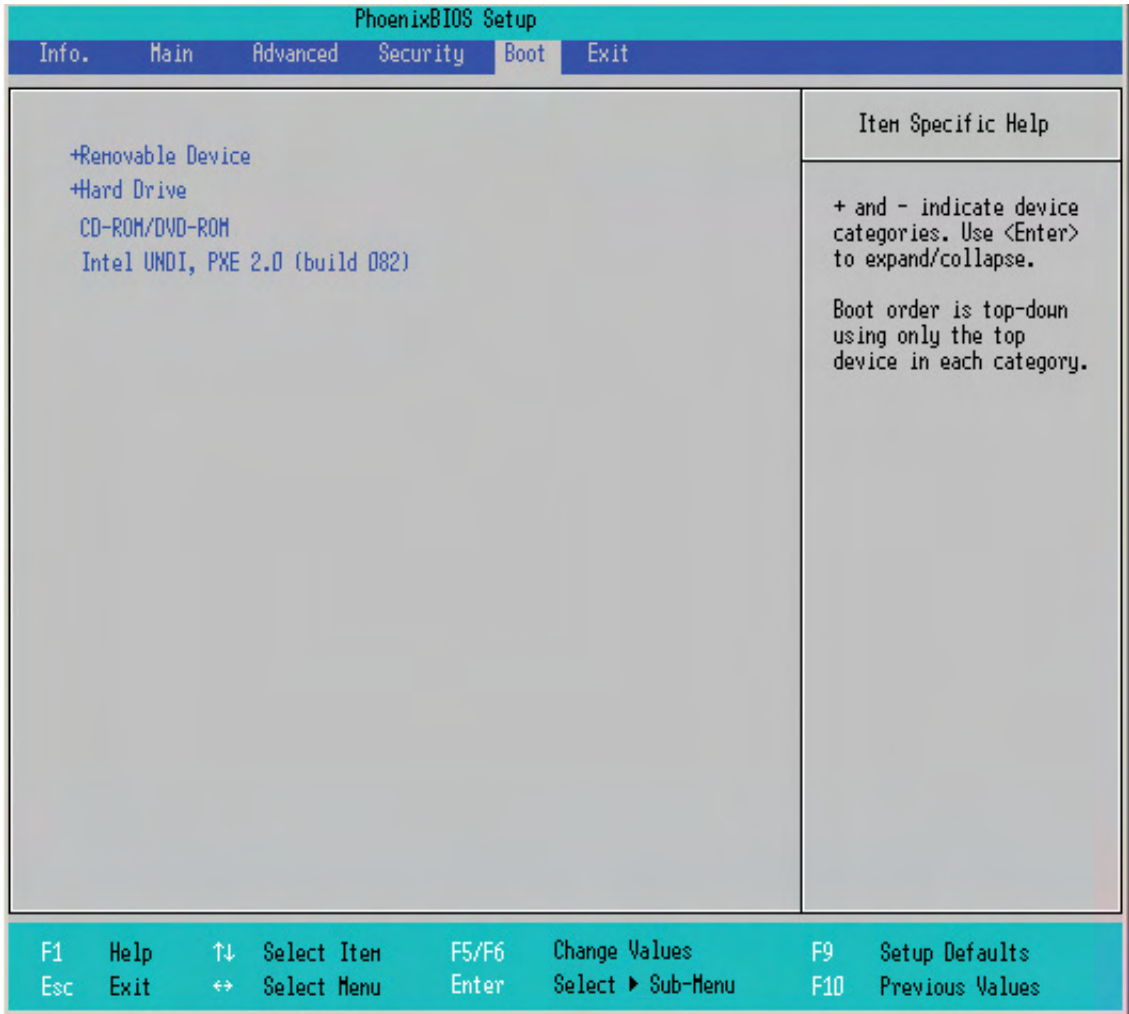 PhoenixBIOS Setup
Info. Main Advanced Security Boot Exit
+Removable Device
+Hard Drive
CD-ROM/DVD-ROM
Intel UNDI, PXE 2.0 (build 082)
Item Specific Help
+ and - indicate device
categories. Use <Enter>
to expand/collapse.
Boot order is top-down
using only the top
device in each category.
F1 Help ↑↓ Select Item F5/F6 Change Values F9 Setup Defaults
Esc Exit ↔ Select Menu Enter Select ▶ Sub-Menu F10 Previous Values